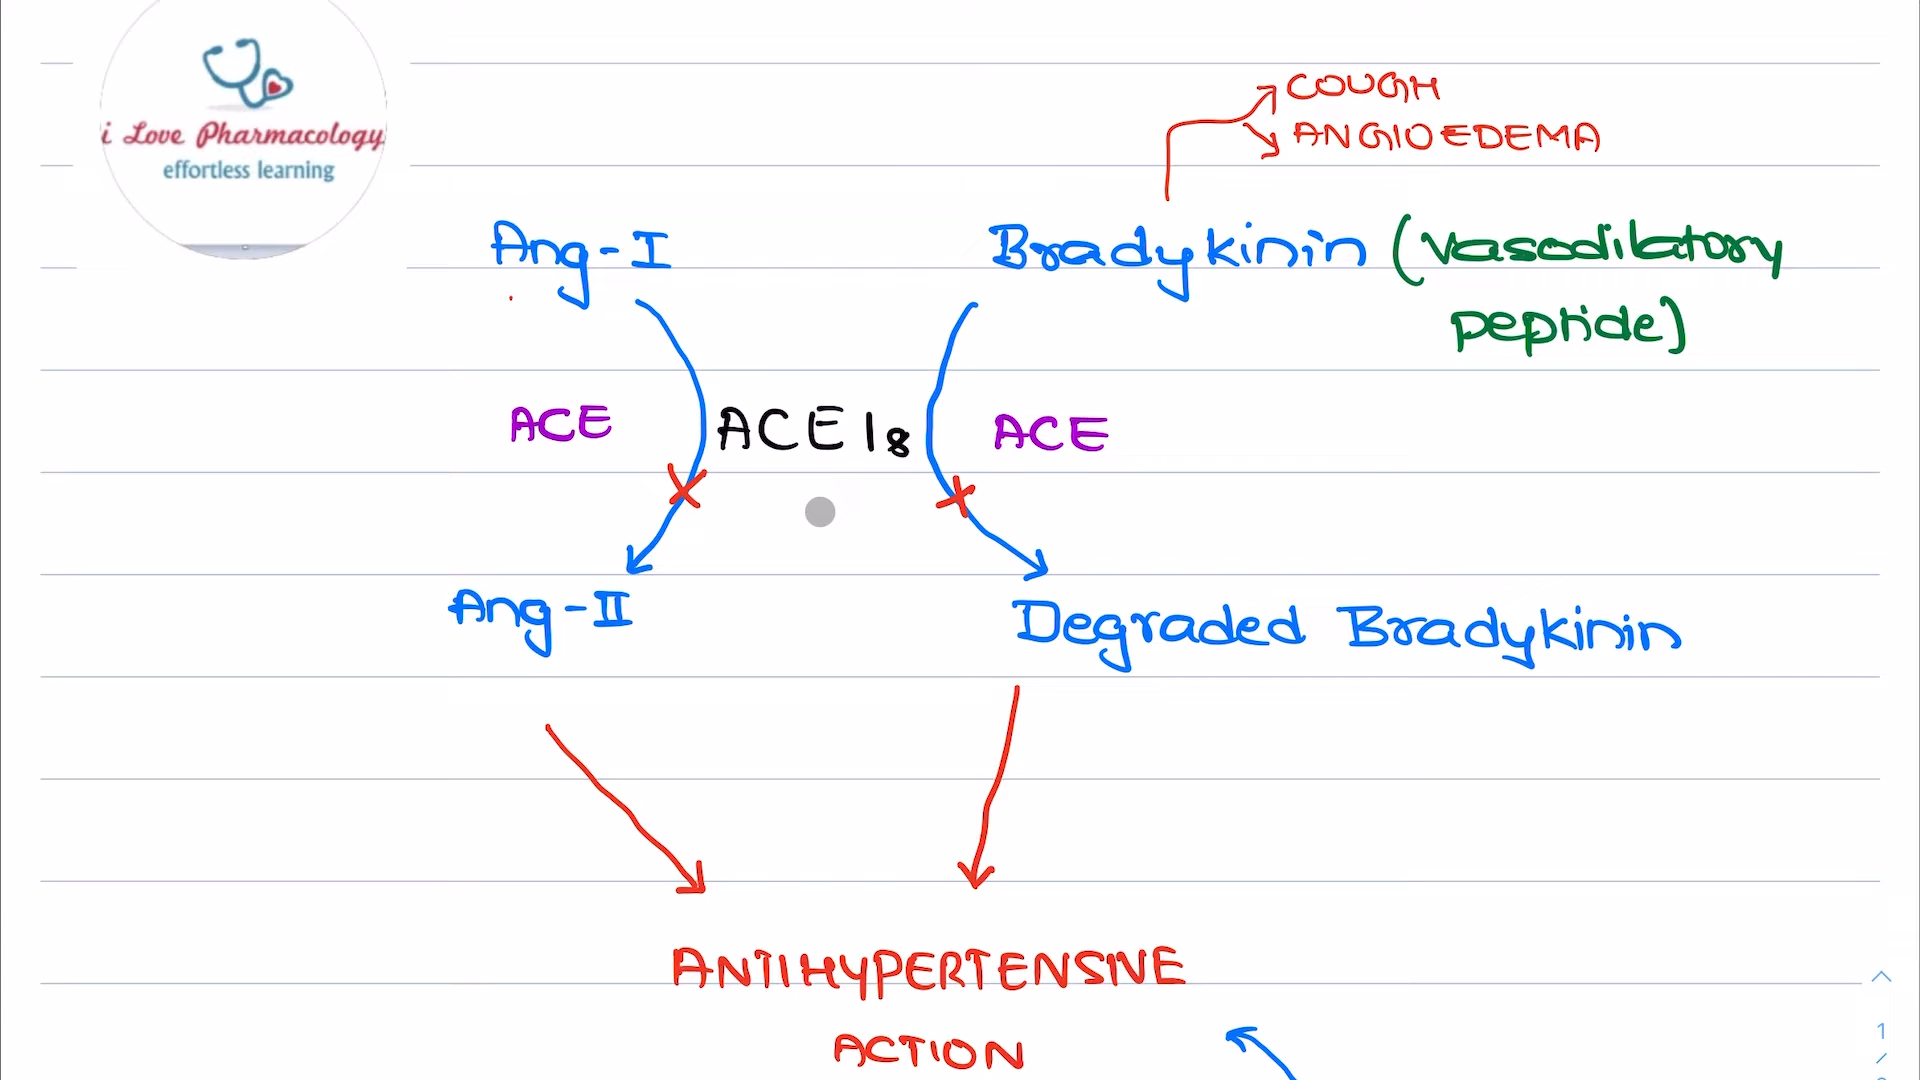 i Love Pharmacology
effortless learning
COUGH
ANGIOEDEMA
Ang-I
Bradykinin (vasodilatory
peptide)
ACE
ACEIs
ACE
Ang-II
Degraded Bradykinin
ANTIHYPERTENSIVE
ACTION
1
/